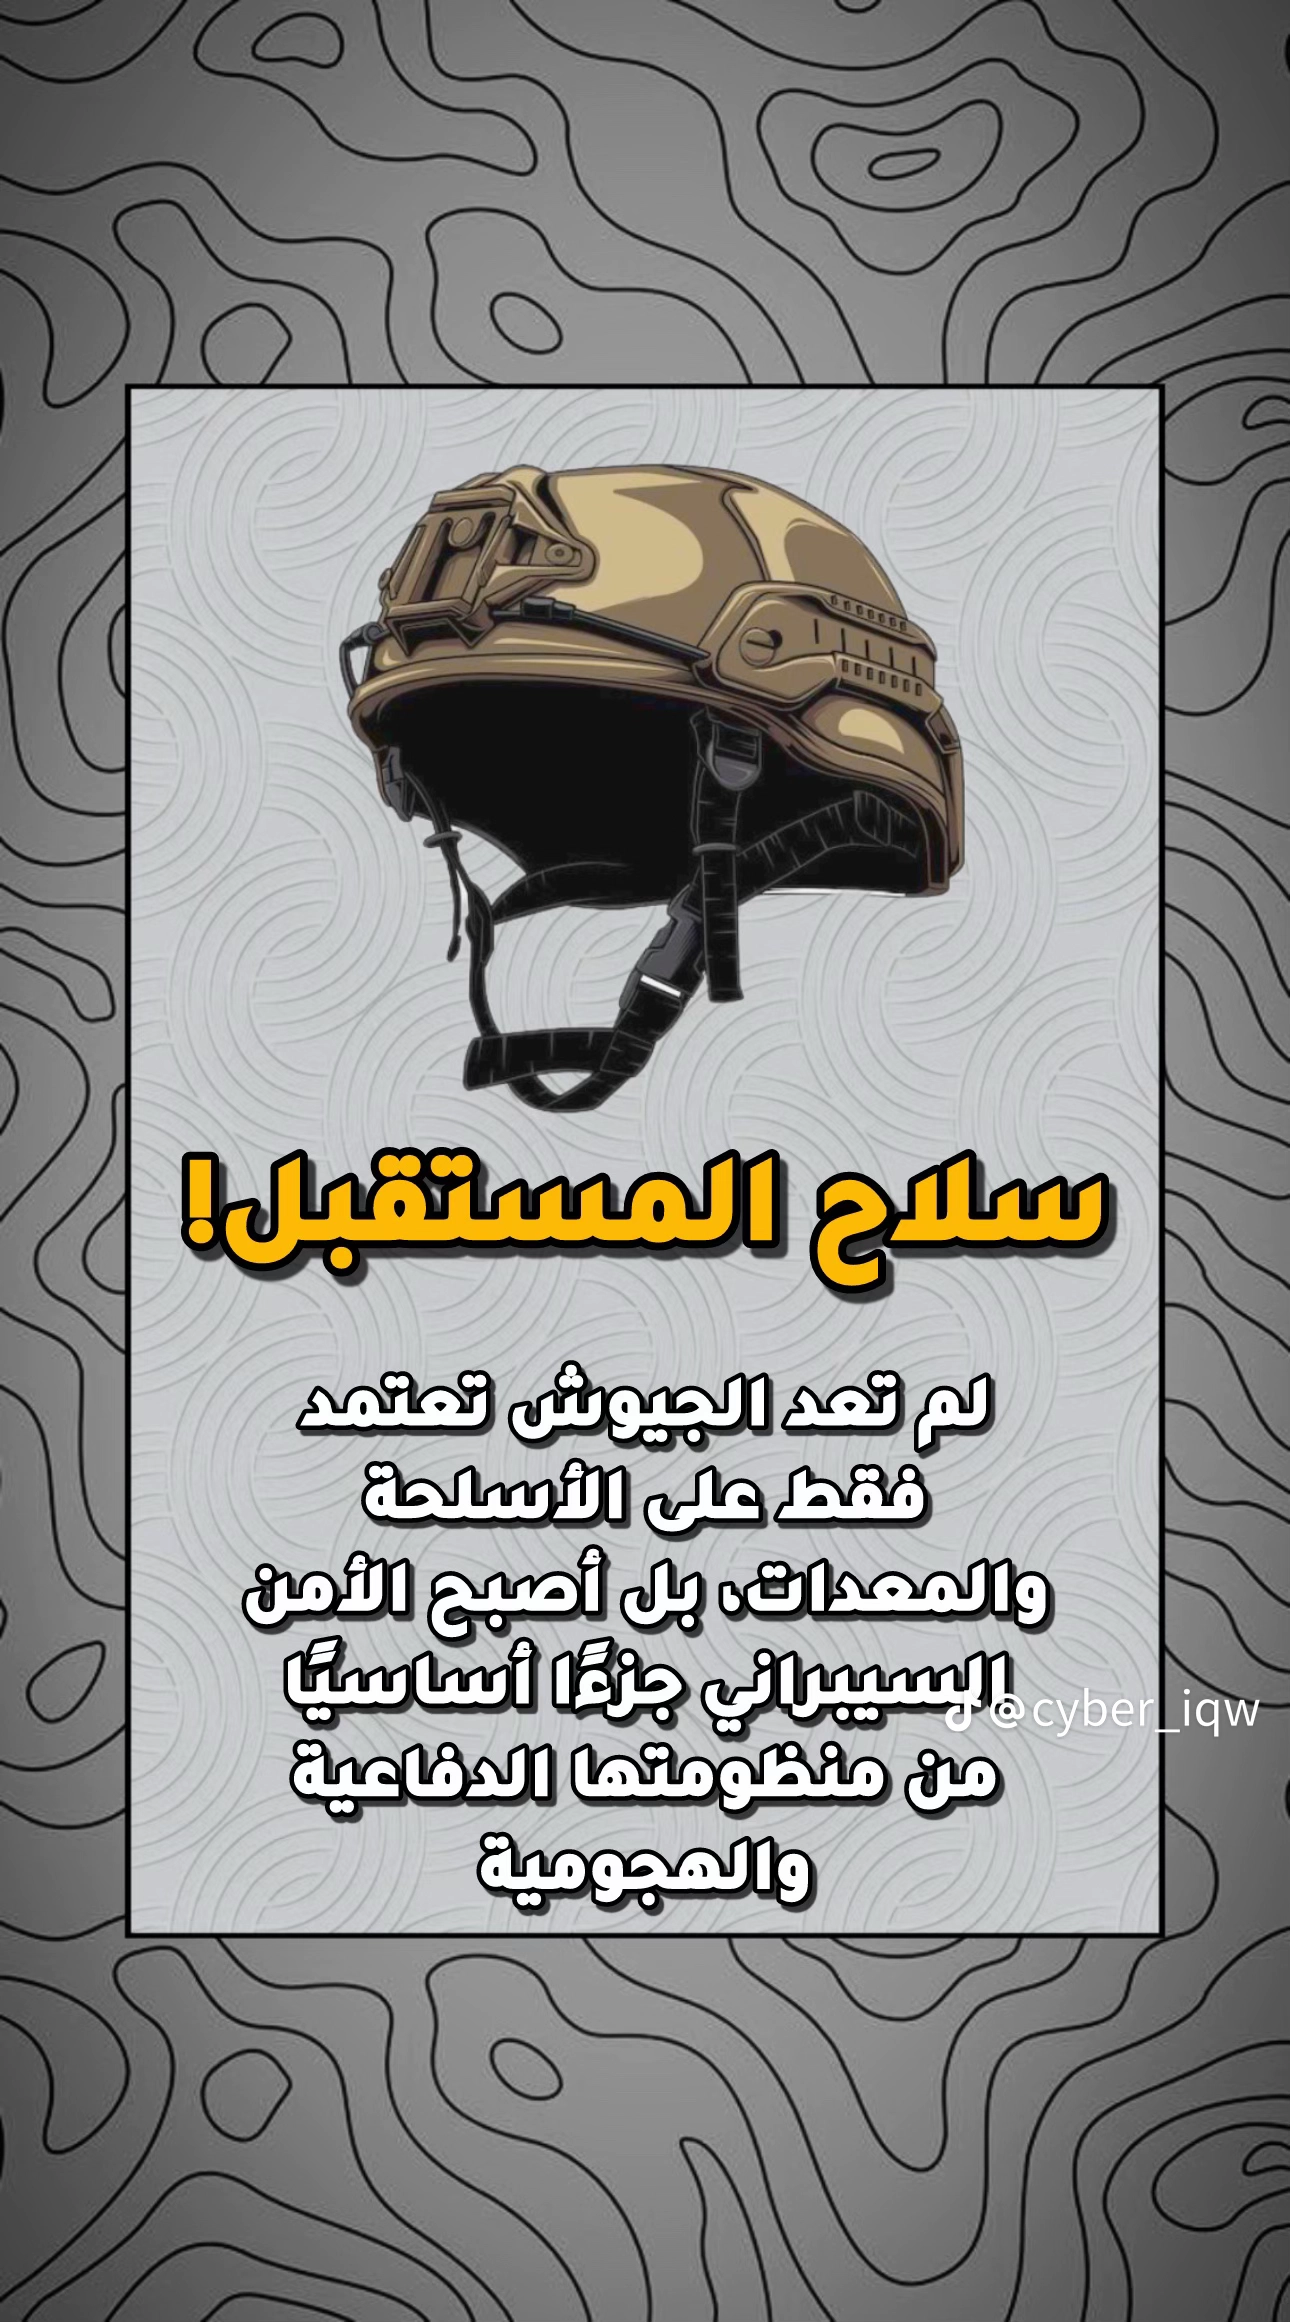 سلاح المستقبل!
لم تعد الجيوش تعتمد
فقط على الأسلحة
والمعدات، بل أصبح الأمن
السيبراني جزءًا أساسيًا
@cyber_iqw
من منظومتها الدفاعية
والهجومية